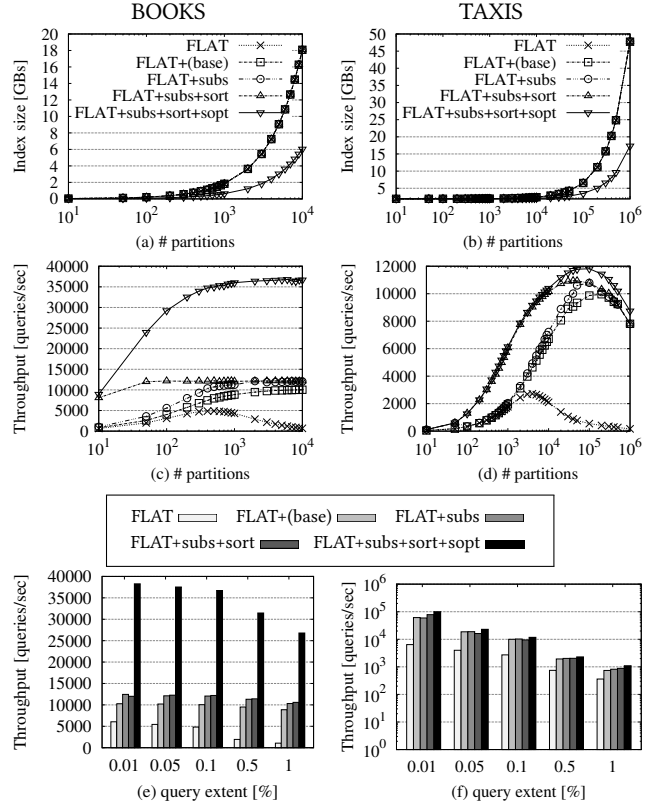 BOOKS TAXIS
Index size [GBs]
20
18
16
14
12
10
8
6
4
2
0
FLAT
FLAT+(base)
FLAT+subs
FLAT+subs+sort
FLAT+subs+sort+sopt
10^1 10^2 10^3 10^4
(a) # partitions
Index size [GBs]
50
45
40
35
30
25
20
15
10
5
FLAT
FLAT+(base)
FLAT+subs
FLAT+subs+sort
FLAT+subs+sort+sopt
10^1 10^2 10^3 10^4 10^5 10^6
(b) # partitions
Throughput [queries/sec]
40000
35000
30000
25000
20000
15000
10000
5000
0
10^1 10^2 10^3 10^4
(c) # partitions
Throughput [queries/sec]
12000
10000
8000
6000
4000
2000
0
10^1 10^2 10^3 10^4 10^5 10^6
(d) # partitions
FLAT FLAT+(base) FLAT+subs
FLAT+subs+sort FLAT+subs+sort+sopt
Throughput [queries/sec]
40000
35000
30000
25000
20000
15000
10000
5000
0
0.01 0.05 0.1 0.5 1
(e) query extent [%]
Throughput [queries/sec]
10^6
10^5
10^4
10^3
10^2
10^1
10^0
0.01 0.05 0.1 0.5 1
(f) query extent [%]